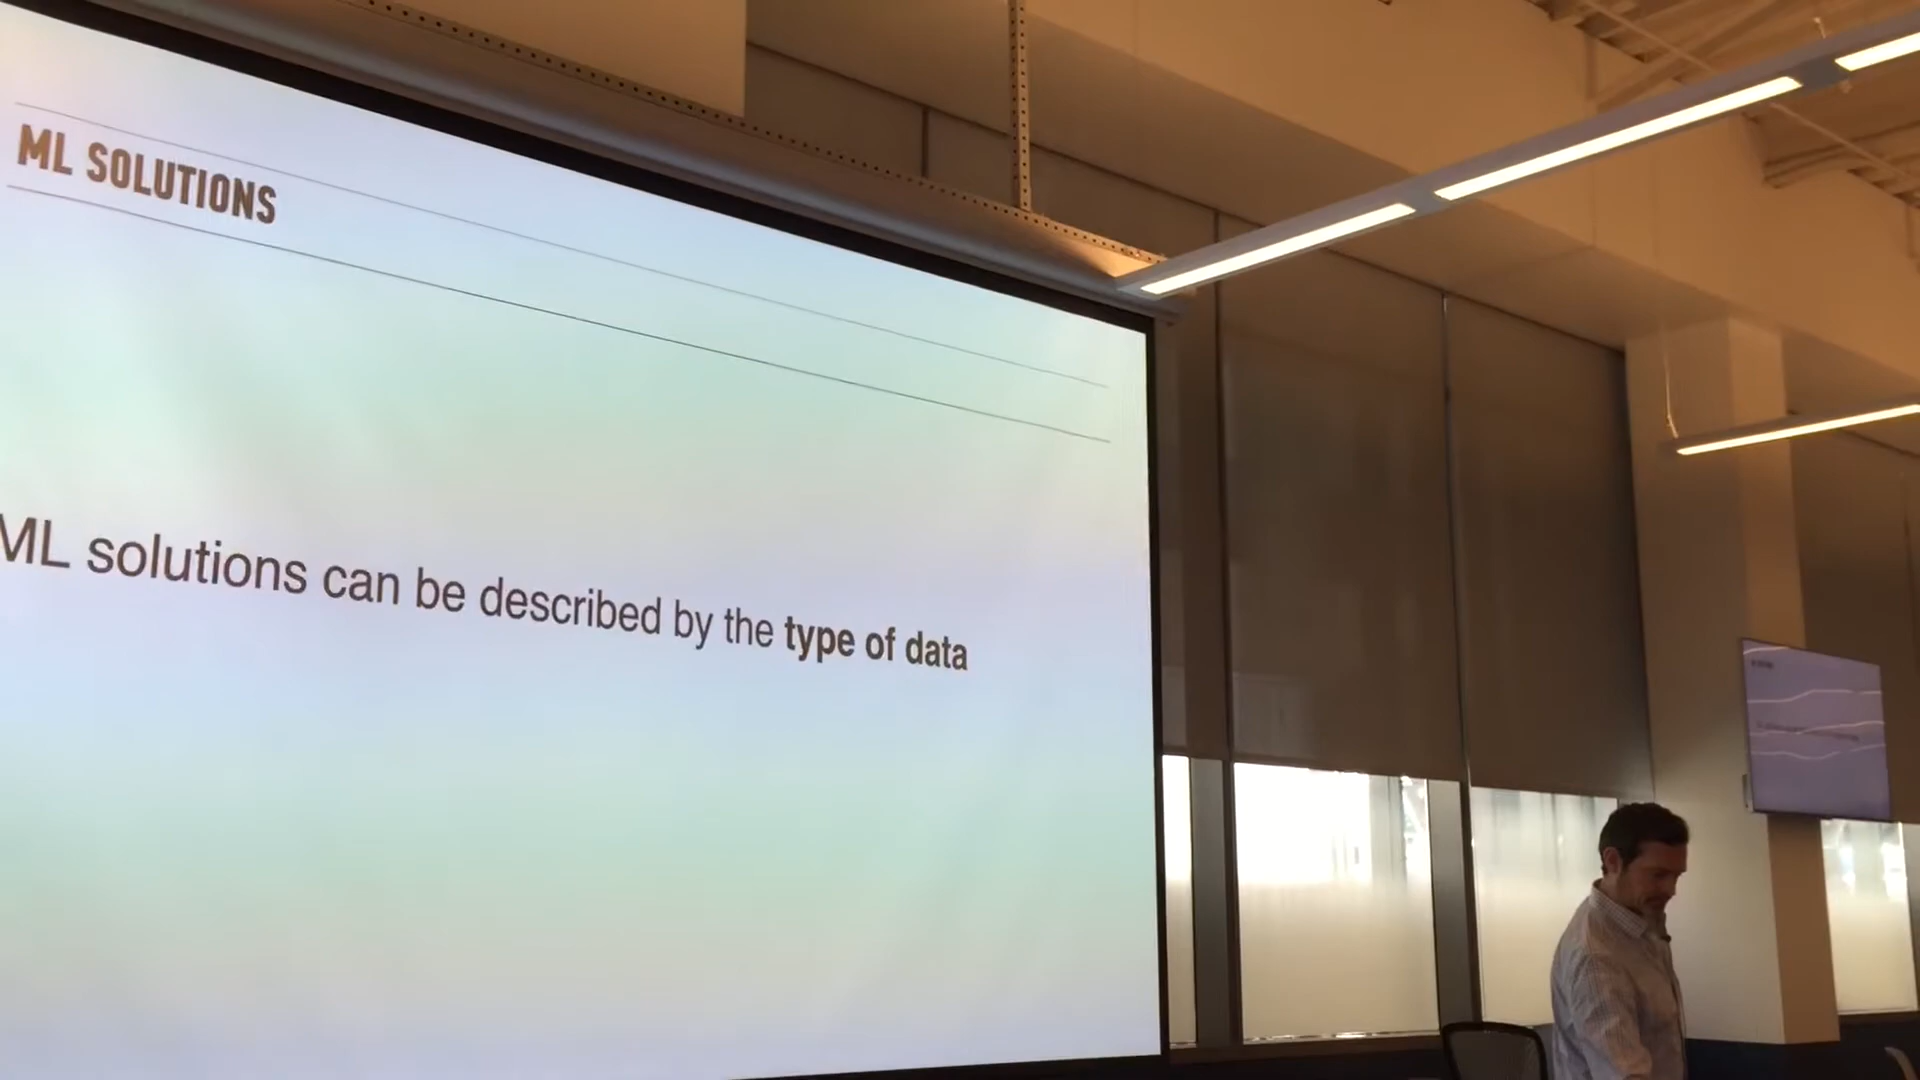 ML SOLUTIONS
ML solutions can be described by the type of data